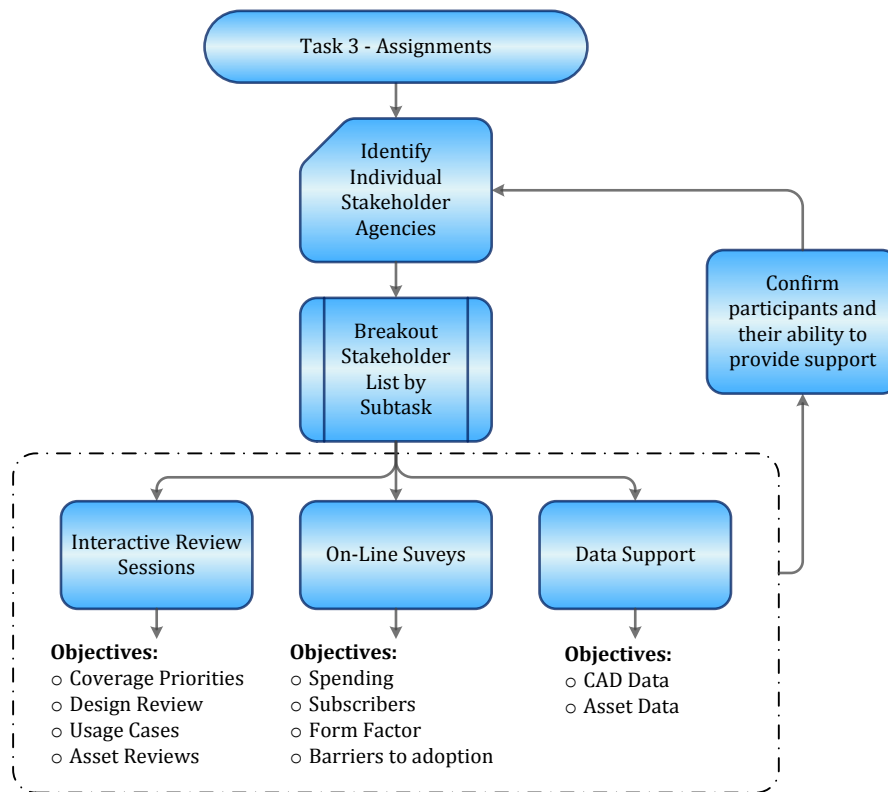 Task 3 - Assignments
Identify
Individual
Stakeholder
Agencies
Confirm
participants and
their ability to
provide support
Breakout
Stakeholder
List by
Subtask
Interactive Review
Sessions
On-Line Suveys
Data Support
Objectives:
○ Coverage Priorities
○ Design Review
○ Usage Cases
○ Asset Reviews
Objectives:
○ Spending
○ Subscribers
○ Form Factor
○ Barriers to adoption
Objectives:
○ CAD Data
○ Asset Data